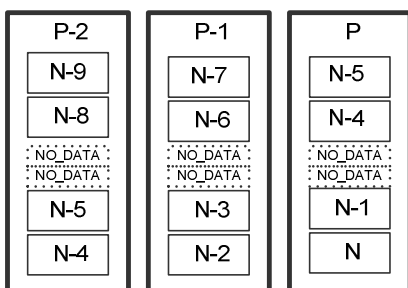 P-2
N-9
N-8
NO_DATA
NO_DATA
N-5
N-4
P-1
N-7
N-6
NO_DATA
NO_DATA
N-3
N-2
P
N-5
N-4
NO_DATA
NO_DATA
N-1
N